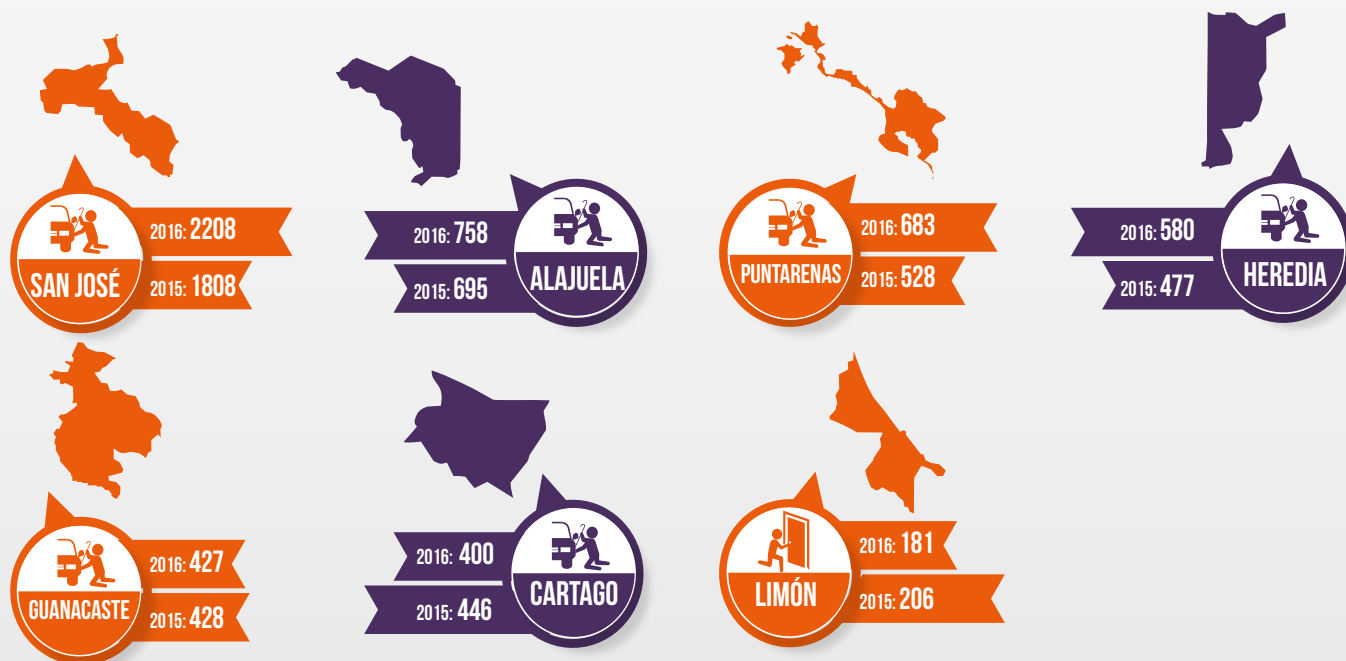 2016: 2208
SAN JOSÉ
2015: 1808
2016: 758
ALAJUELA
2015: 695
2016: 683
PUNTARENAS
2015: 528
2016: 580
HEREDIA
2015: 477
2016: 427
GUANACASTE
2015: 428
2016: 400
CARTAGO
2015: 446
2016: 181
LIMÓN
2015: 206